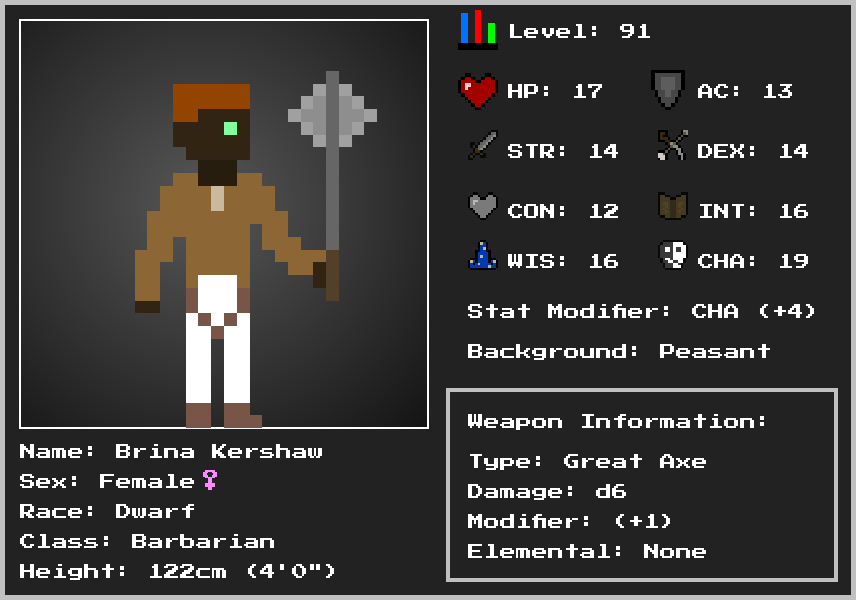 Level: 91
HP: 17
AC: 13
STR: 14
DEX: 14
CON: 12
INT: 16
WIS: 16
CHA: 19
Stat Modifier: CHA (+4)
Background: Peasant
Weapon Information:
Type: Great Axe
Damage: d6
Modifier: (+1)
Elemental: None
Name: Brina Kershaw
Sex: Female♀
Race: Dwarf
Class: Barbarian
Height: 122cm (4'0")